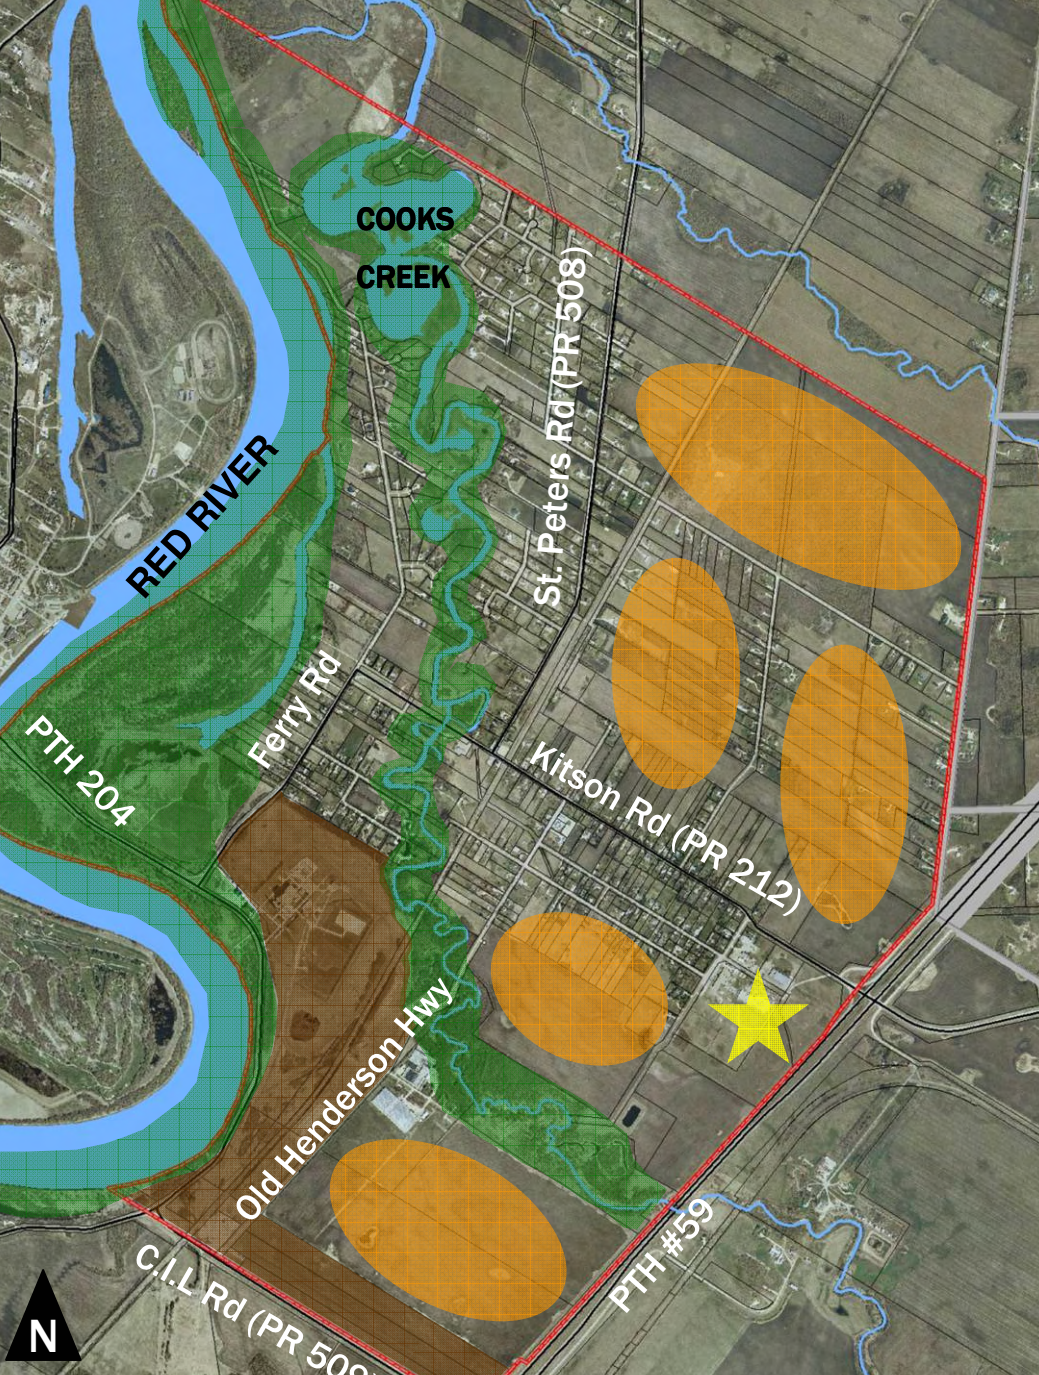 COOKS
CREEK
St. Peters Rd (PR 508)
RED RIVER
Ferry Rd
PTH 204
Kitson Rd (PR 212)
Old Henderson Hwy
PTH #59
C.I.L Rd (PR 509)
N